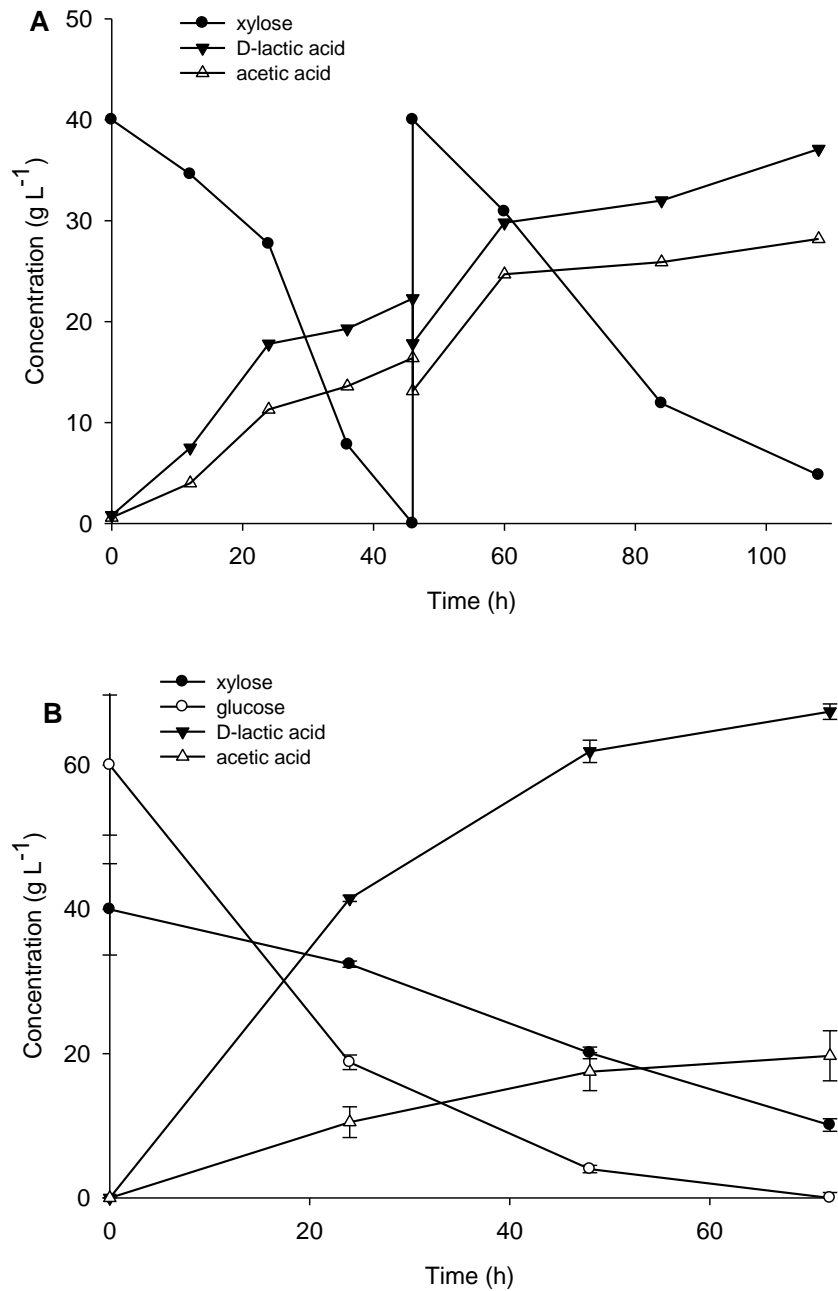 A
xylose
D-lactic acid
acetic acid
50
40
30
20
10
0
Concentration (g L⁻¹)
0 20 40 60 80 100
Time (h)
B
xylose
glucose
D-lactic acid
acetic acid
60
40
20
0
Concentration (g L⁻¹)
0 20 40 60
Time (h)